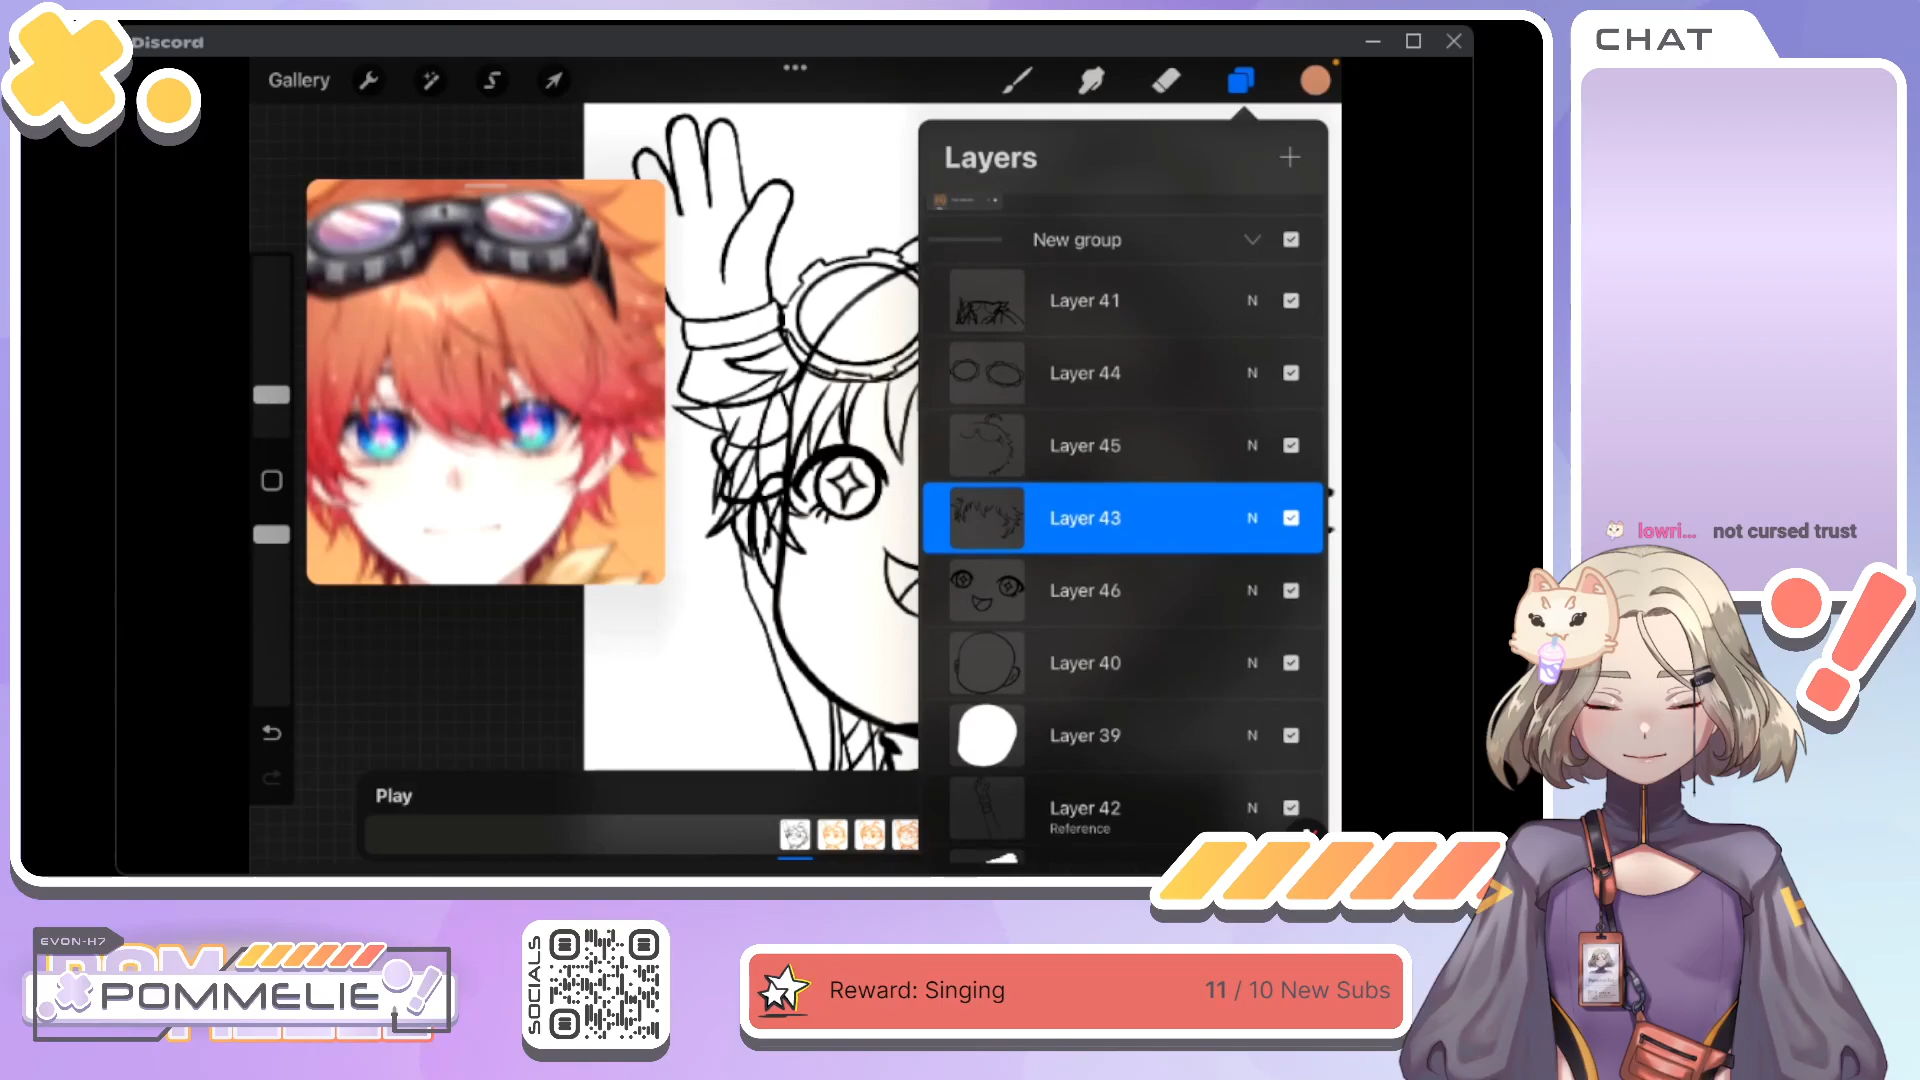 Discord
CHAT
Gallery
Layers
New group
Layer 41 N
Layer 44 N
Layer 45 N
Layer 43 N
Layer 46 N
Layer 40 N
Layer 39 N
Layer 42 N
Reference
Play
lowri... not cursed trust
EVON-H7
POMMELIE
SOCIALS
Reward: Singing 11 / 10 New Subs